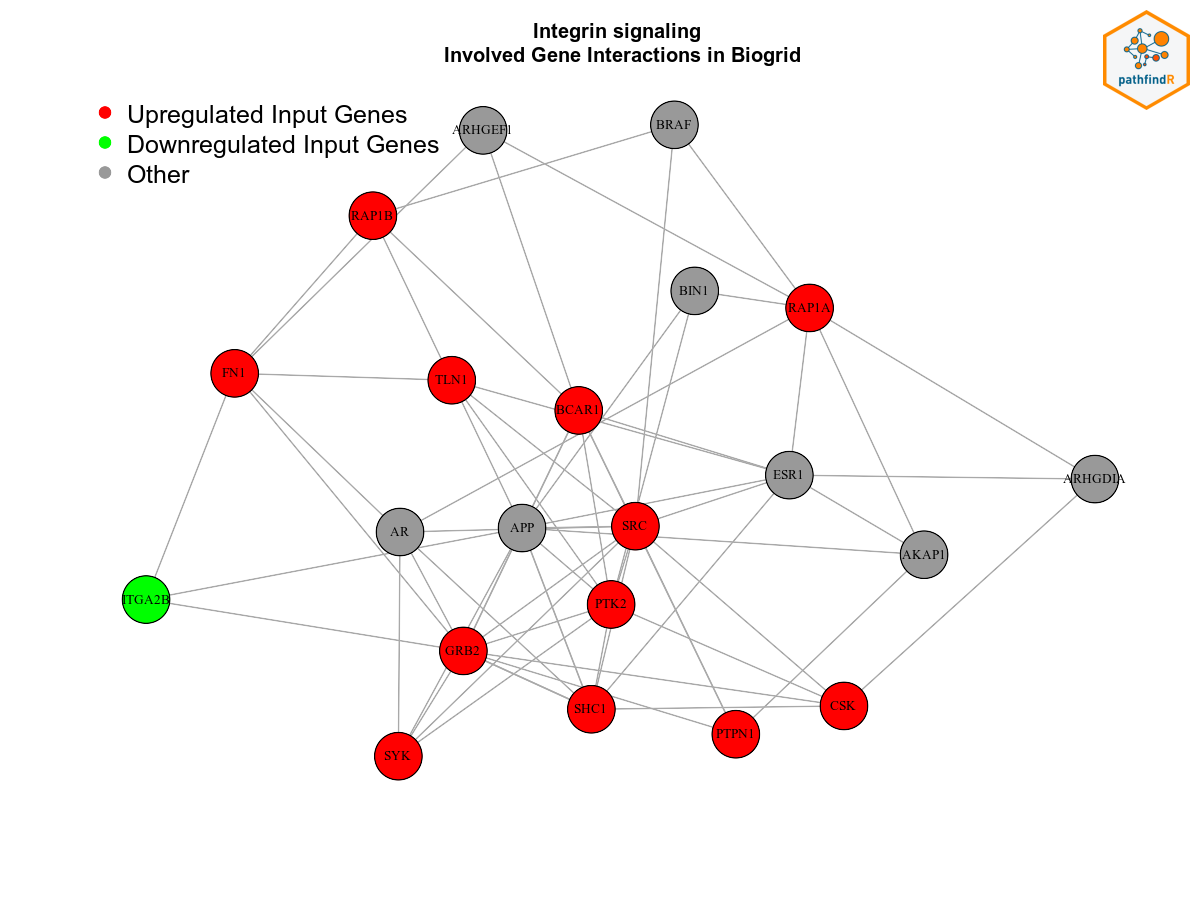 Integrin signaling
Involved Gene Interactions in Biogrid
pathfindR
Upregulated Input Genes
Downregulated Input Genes
Other
ARHGEF1
BRAF
RAP1B
BIN1
RAP1A
FN1
TLN1
BCAR1
ESR1
ARHGDIA
AR
APP
SRC
AKAP1
ITGA2B
PTK2
GRB2
SHC1
CSK
PTPN1
SYK